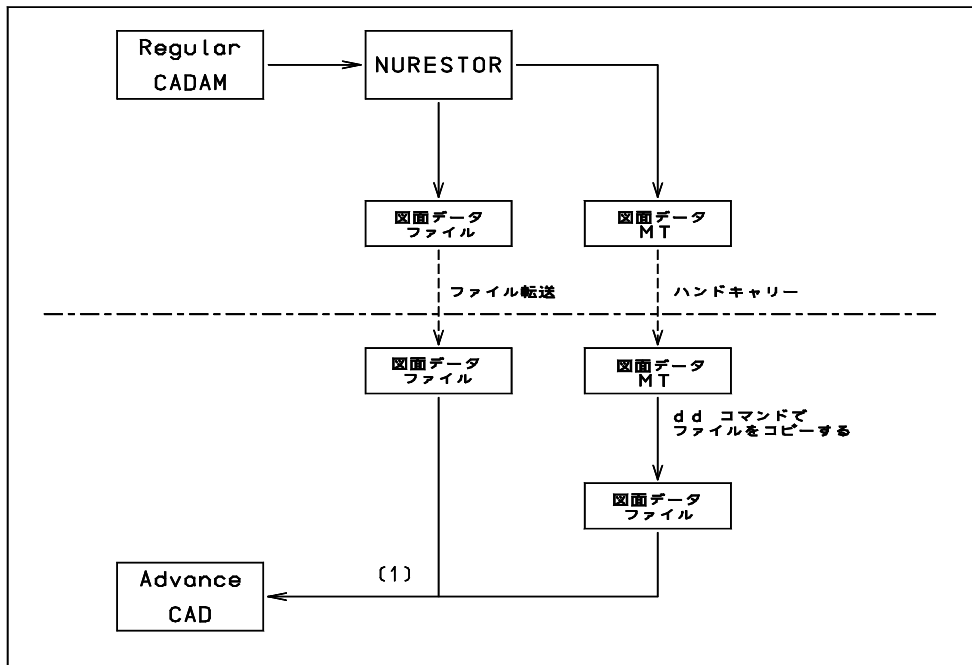 Regular
CADAM
NURESTOR
図面データ
ファイル
図面データ
MT
ファイル転送
ハンドキャリー
図面データ
ファイル
図面データ
MT
dd コマンドで
ファイルをコピーする
図面データ
ファイル
(1)
Advance
CAD